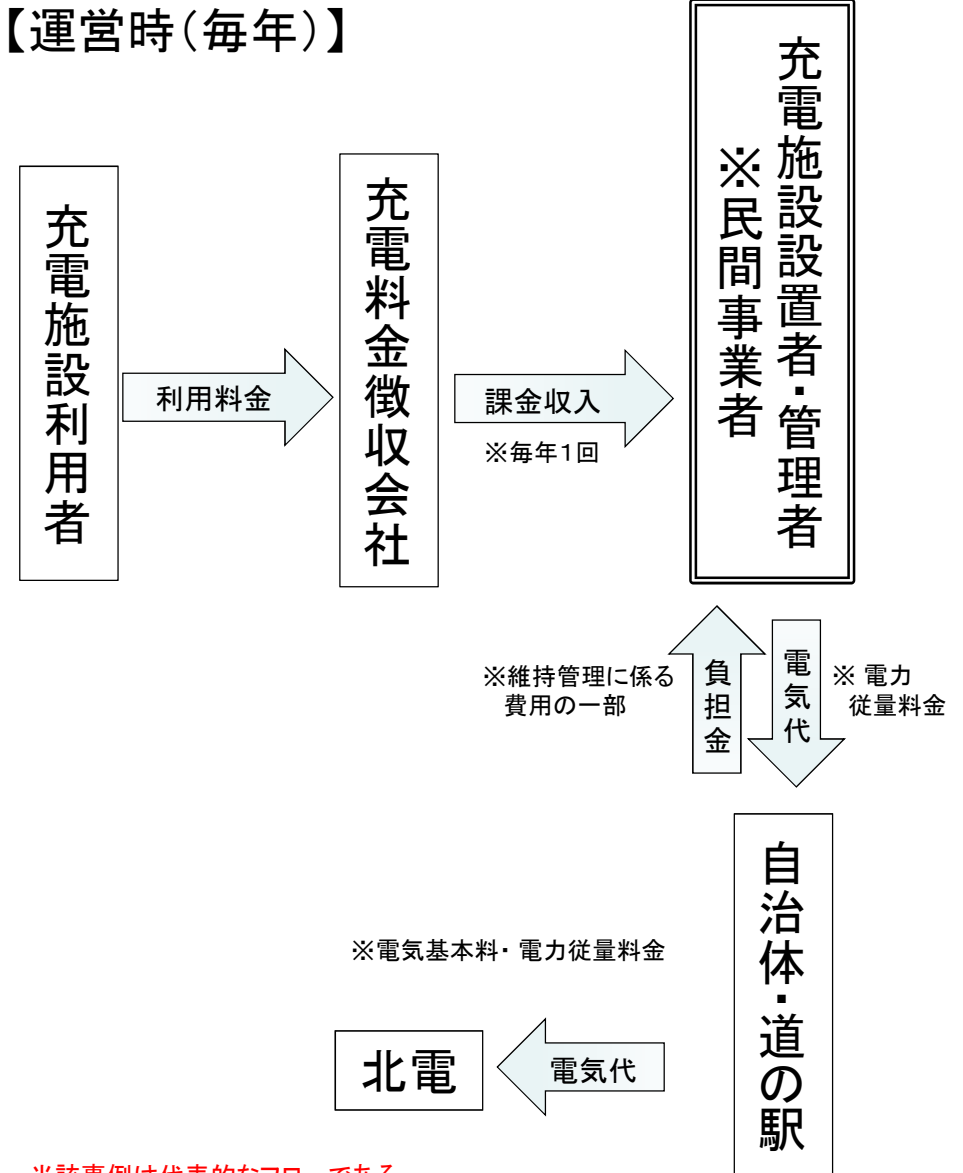 【運営時(毎年)】
充電施設利用者
利用料金
充電料金徴収会社
課金収入
※毎年1回
充電施設設置者・管理者
※民間事業者
※維持管理に係る
費用の一部
負担金
電気代
※ 電力
従量料金
自治体・道の駅
※電気基本料・電力従量料金
電気代
北電